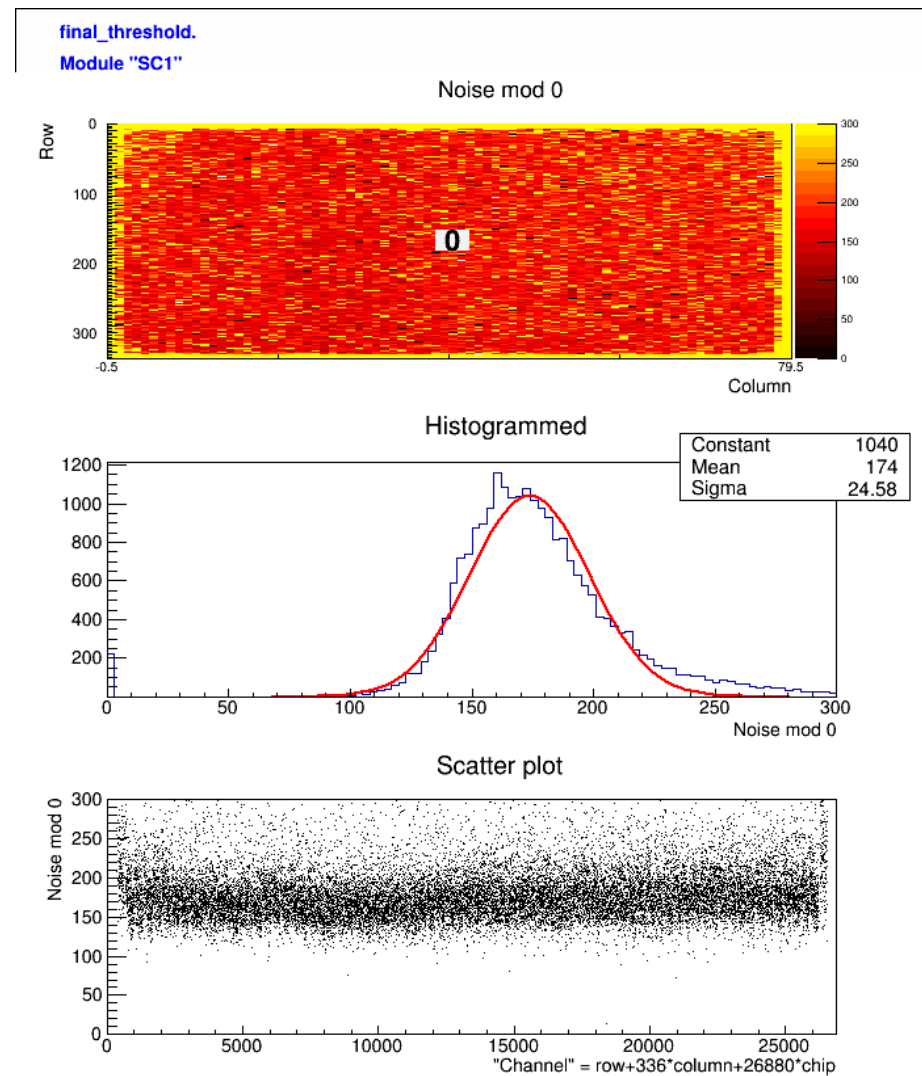 final_threshold.
Module "SC1"
Noise mod 0
Row
0
100
200
300
-0.5
79.5
Column
0
300
250
200
150
100
50
0
Histogrammed
Constant 1040
Mean 174
Sigma 24.58
1200
1000
800
600
400
200
0 50 100 150 200 250 300
Noise mod 0
Scatter plot
Noise mod 0
300
250
200
150
100
50
0
0 5000 10000 15000 20000 25000
"Channel" = row+336*column+26880*chip